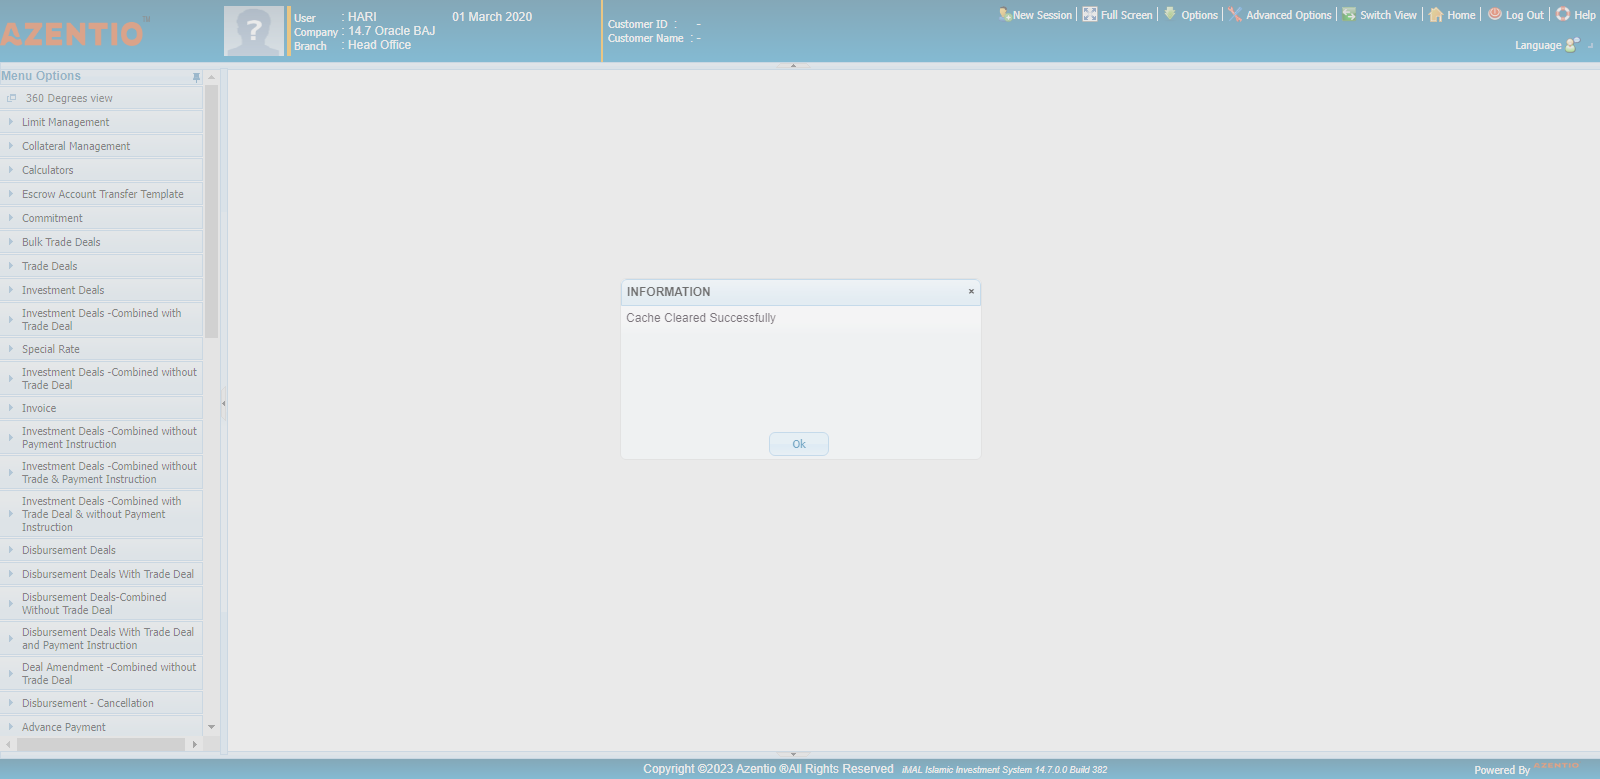 AZENTIO™
User : HARI 01 March 2020
Company : 14.7 Oracle BAJ
Branch : Head Office
Customer ID : -
Customer Name : -
New Session
Full Screen
Options
Advanced Options
Switch View
Home
Log Out
Help
Language
Menu Options
360 Degrees view
Limit Management
Collateral Management
Calculators
Escrow Account Transfer Template
Commitment
Bulk Trade Deals
Trade Deals
Investment Deals
Investment Deals -Combined with
Trade Deal
Special Rate
Investment Deals -Combined without
Trade Deal
Invoice
Investment Deals -Combined without
Payment Instruction
Investment Deals -Combined without
Trade & Payment Instruction
Investment Deals -Combined with
Trade Deal & without Payment
Instruction
Disbursement Deals
Disbursement Deals With Trade Deal
Disbursement Deals-Combined
Without Trade Deal
Disbursement Deals With Trade Deal
and Payment Instruction
Deal Amendment -Combined without
Trade Deal
Disbursement - Cancellation
Advance Payment
INFORMATION
Cache Cleared Successfully
Ok
Copyright ©2023 Azentio ®All Rights Reserved iMAL Islamic Investment System 14.7.0.0 Build 382
Powered By AZENTIO